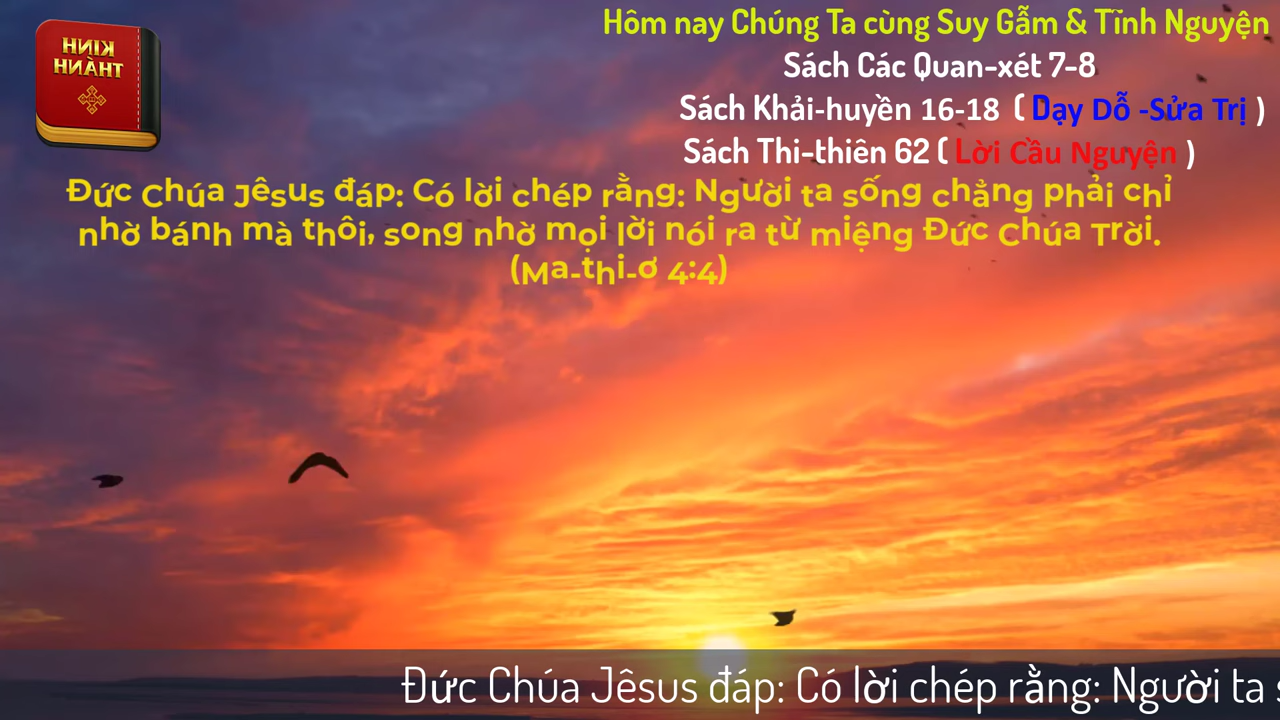 KINH
THÀNH
Hôm nay Chúng Ta cùng Suy Gẫm & Tĩnh Nguyện
Sách Các Quan-xét 7-8
Sách Khải-huyền 16-18 ( Dạy Dỗ -Sửa Trị )
Sách Thi-thiên 62 ( Lời Cầu Nguyện )
Đức Chúa Jêsus đáp: Có lời chép rằng: Người ta sống chẳng phải chỉ
nhờ bánh mà thôi, song nhờ mọi lời nói ra từ miệng Đức Chúa Trời.
(Ma-thi-ơ 4:4)
Đức Chúa Jêsus đáp: Có lời chép rằng: Người ta